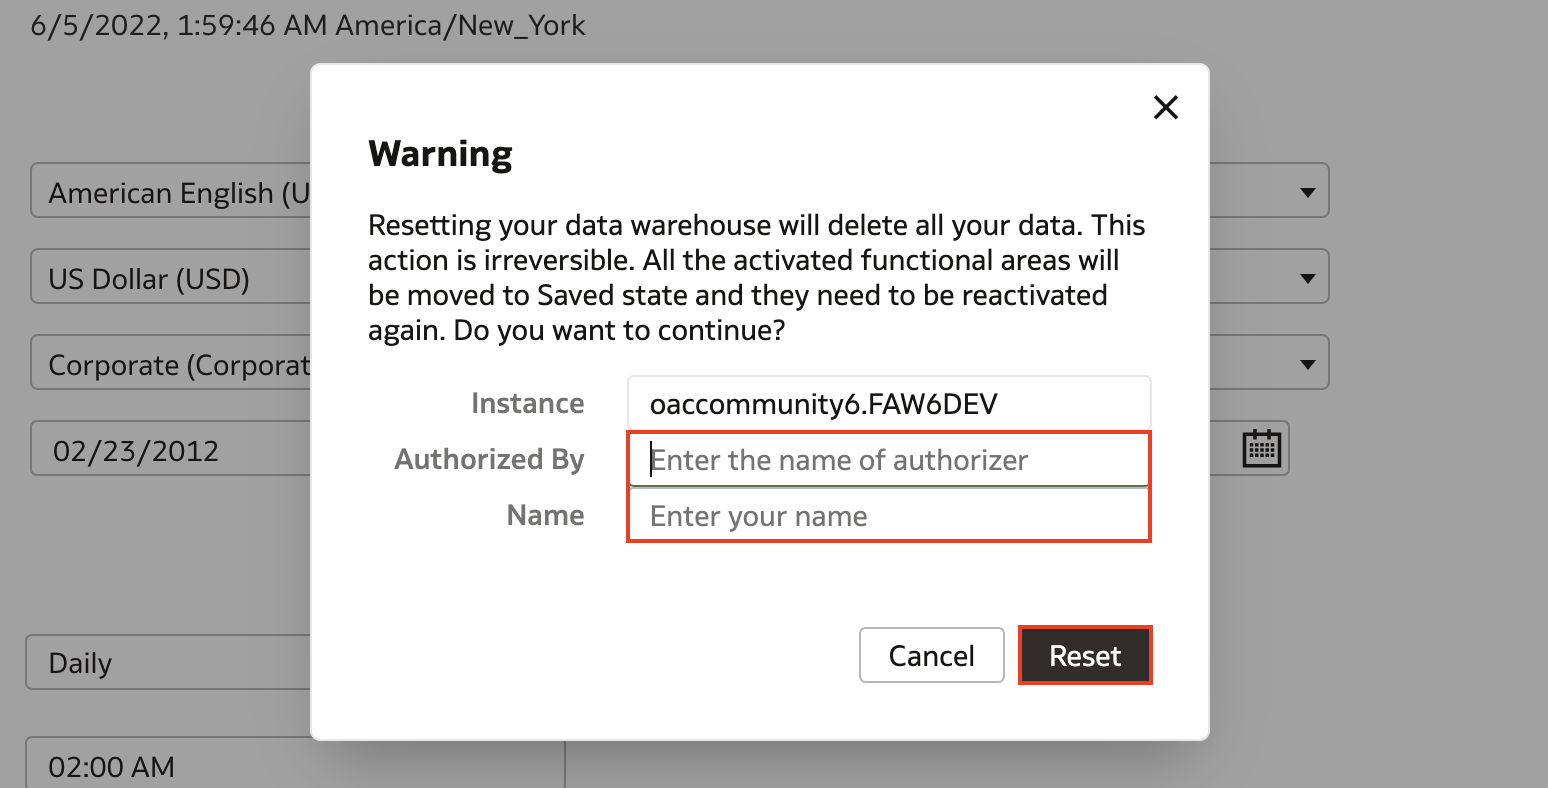 6/5/2022, 1:59:46 AM America/New_York
Warning
Resetting your data warehouse will delete all your data. This
action is irreversible. All the activated functional areas will
be moved to Saved state and they need to be reactivated
again. Do you want to continue?
American English (U
US Dollar (USD)
Corporate (Corporat
02/23/2012
Instance oaccommunity6.FAW6DEV
Authorized By Enter the name of authorizer
Name Enter your name
Cancel Reset
Daily
02:00 AM